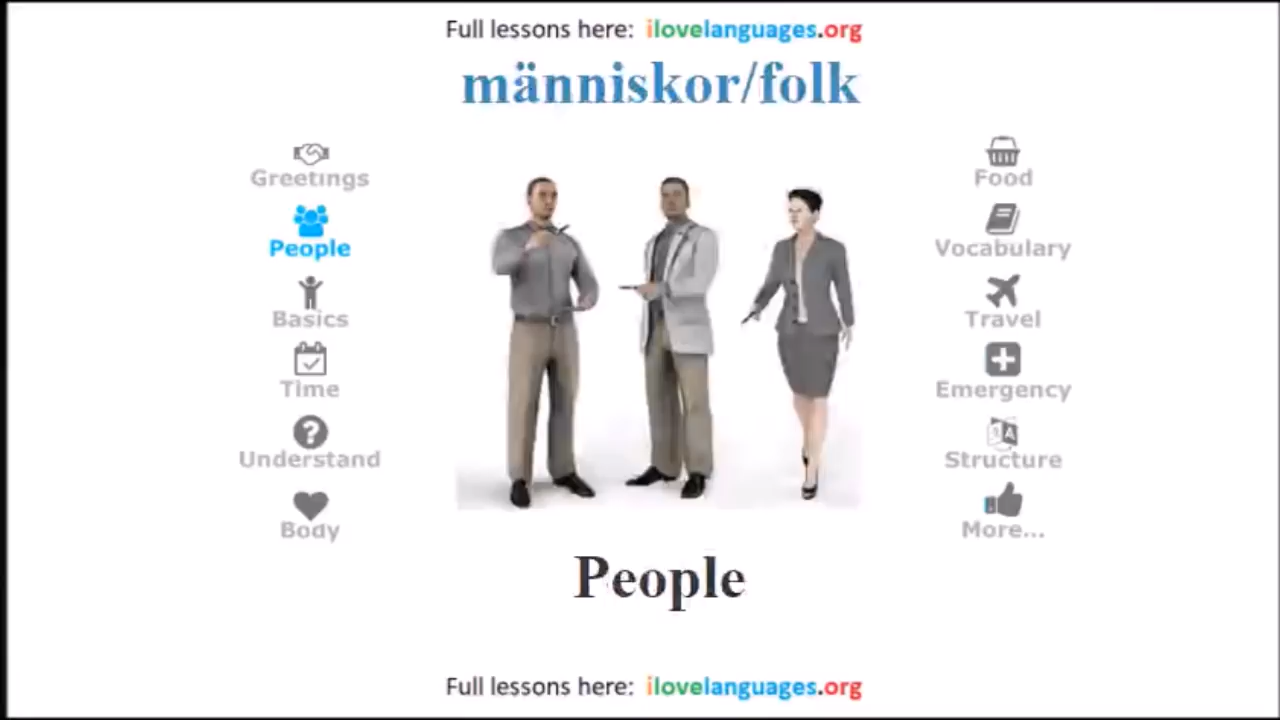 Full lessons here: ilovelanguages.org
människor/folk
Greetings
People
Basics
Time
Understand
Body
Food
Vocabulary
Travel
Emergency
Structure
More...
People
Full lessons here: ilovelanguages.org